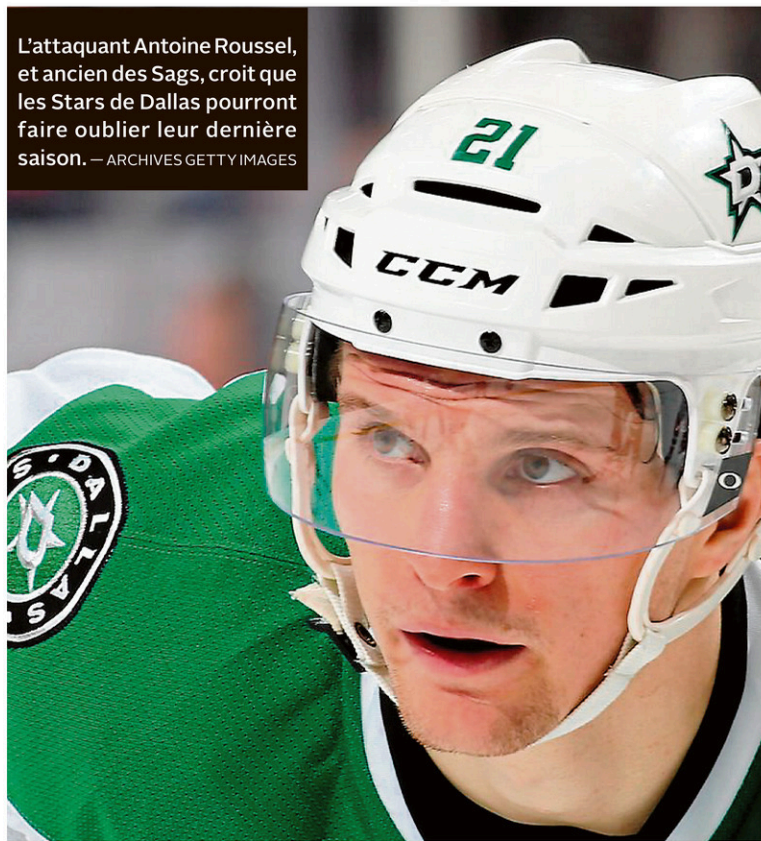 L'attaquant Antoine Roussel,
et ancien des Sags, croit que
les Stars de Dallas pourront
faire oublier leur dernière
saison. — ARCHIVES GETTY IMAGES
21
CCM
D
S · DALLAS
S